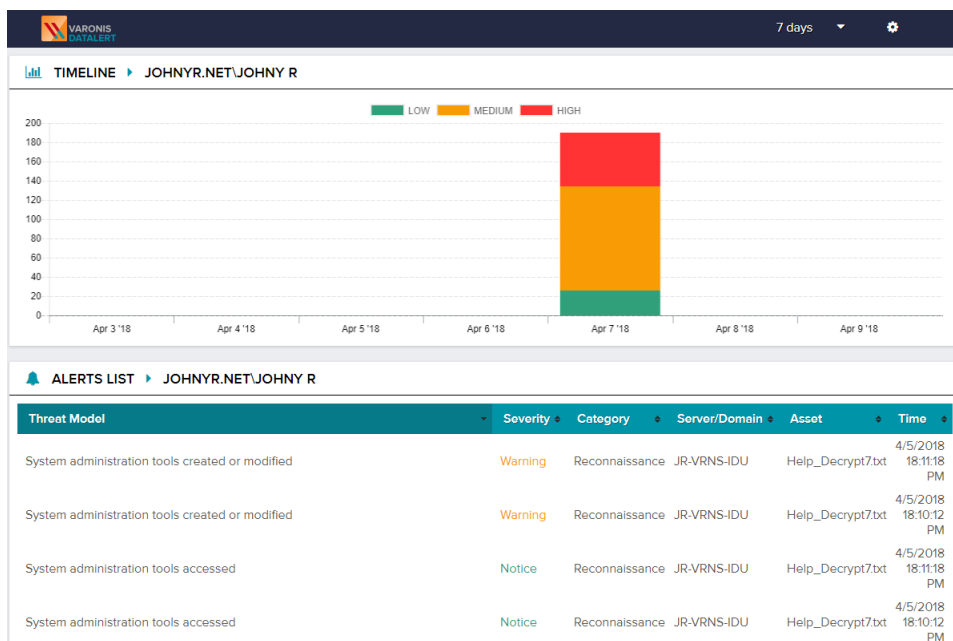 VARONIS
DATALERT
7 days
TIMELINE JOHNYR.NET\JOHNY R
LOW MEDIUM HIGH
200
180
160
140
120
100
80
60
40
20
0
Apr 3 '18 Apr 4 '18 Apr 5 '18 Apr 6 '18 Apr 7 '18 Apr 8 '18 Apr 9 '18
ALERTS LIST JOHNYR.NET\JOHNY R
Threat Model Severity Category Server/Domain Asset Time
System administration tools created or modified Warning Reconnaissance JR-VRNS-IDU Help_Decrypt7.txt 4/5/2018
18:11:18
PM
System administration tools created or modified Warning Reconnaissance JR-VRNS-IDU Help_Decrypt7.txt 4/5/2018
18:10:12
PM
System administration tools accessed Notice Reconnaissance JR-VRNS-IDU Help_Decrypt7.txt 4/5/2018
18:11:18
PM
System administration tools accessed Notice Reconnaissance JR-VRNS-IDU Help_Decrypt7.txt 4/5/2018
18:10:12
PM